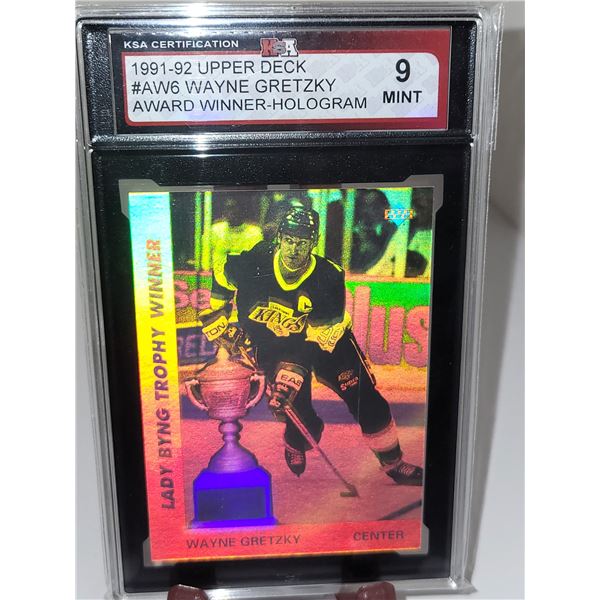 KSA CERTIFICATION
KSA
1991-92 UPPER DECK
#AW6 WAYNE GRETZKY
AWARD WINNER-HOLOGRAM
9
MINT
LADY BYNG TROPHY WINNER
KINGS
WAYNE GRETZKY
CENTER